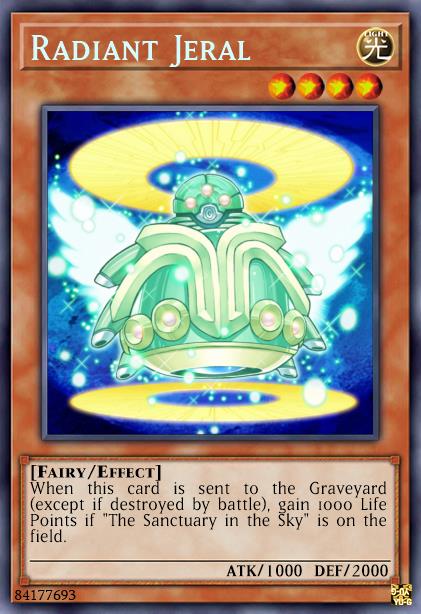 RADIANT JERAL
LIGHT
光
[FAIRY/EFFECT]
When this card is sent to the Graveyard
(except if destroyed by battle), gain 1000 Life
Points if "The Sanctuary in the Sky" is on the
field.
ATK/1000 DEF/2000
84177693